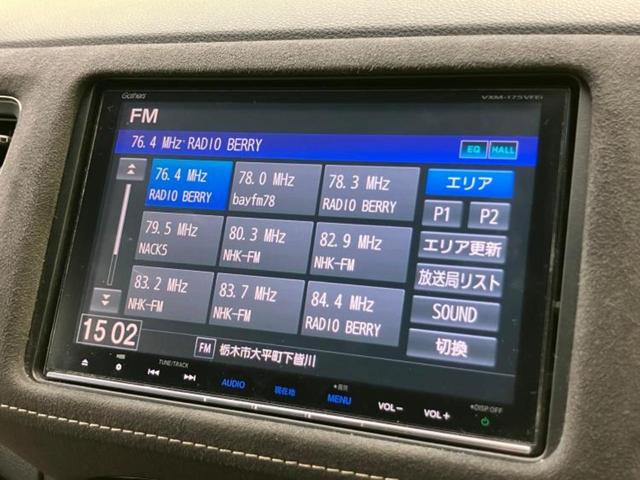 Gathers
VXM-175VFEi
FM
76.4 MHz RADIO BERRY
EQ HALL
76.4 MHz
RADIO BERRY
78.0 MHz
bayfm78
78.3 MHz
RADIO BERRY
エリア
79.5 MHz
NACK5
80.3 MHz
NHK-FM
82.9 MHz
NHK-FM
P1 P2
エリア更新
83.2 MHz
NHK-FM
83.7 MHz
NHK-FM
84.4 MHz
RADIO BERRY
放送局リスト
SOUND
切換
15 02
FM 栃木市大平町下皆川
TUNE/TRACK
AUDIO
現在地
MENU
VOL−
VOL+
DISP.OFF